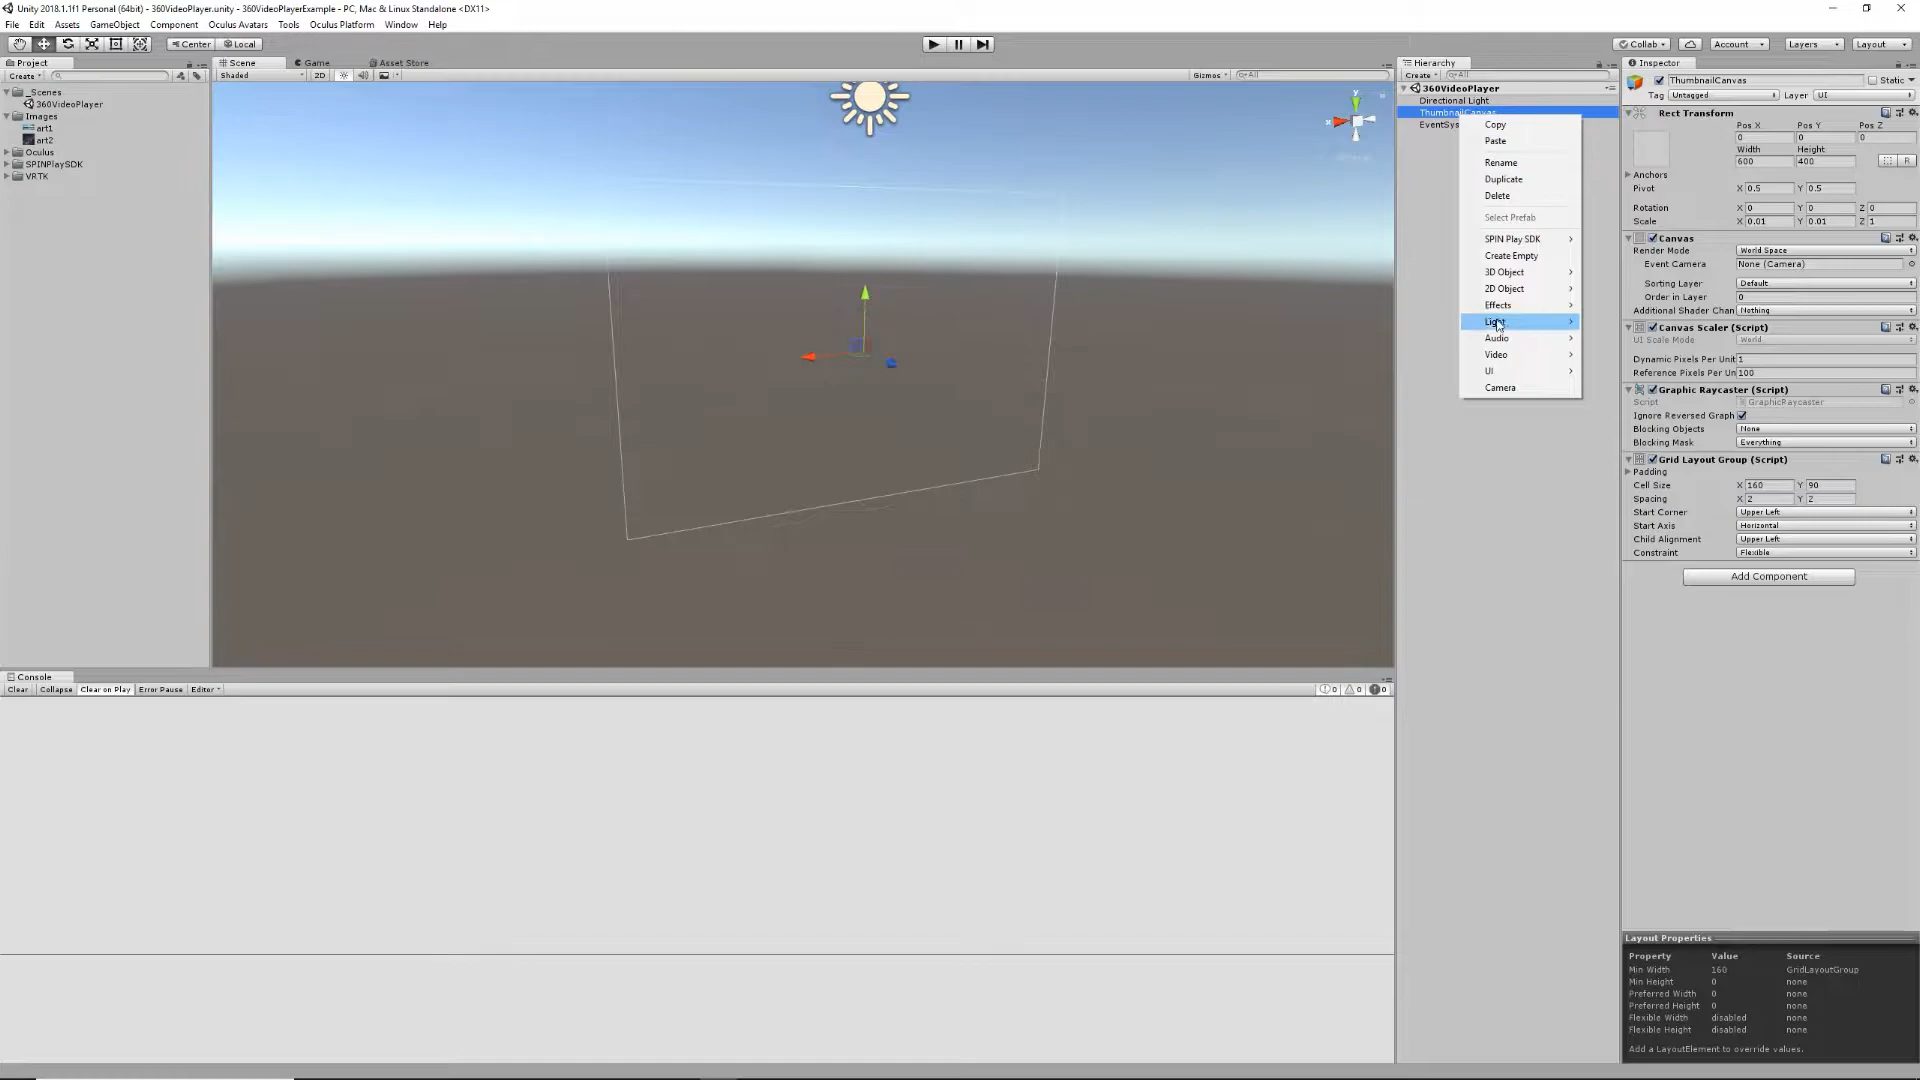 Unity 2018.1.1f1 Personal (64bit) - 360VideoPlayer.unity - 360VideoPlayerExample - PC, Mac & Linux Standalone <DX11>
File Edit Assets GameObject Component Oculus Avatars Tools Oculus Platform Window Help
Center Local
Collab Account Layers Layout
Project
Create
_Scenes
360VideoPlayer
Images
art1
art2
Oculus
SPINPlaySDK
VRTK
Scene Game Asset Store
Shaded 2D Gizmos All
Hierarchy
Create All
360VideoPlayer
Directional Light
ThumbnailCanvas
EventSys
Copy
Paste
Rename
Duplicate
Delete
Select Prefab
SPIN Play SDK
Create Empty
3D Object
2D Object
Effects
Light
Audio
Video
UI
Camera
Inspector
ThumbnailCanvas Static
Tag Untagged Layer UI
Rect Transform
Pos X Pos Y Pos Z
0 0 0
Width Height
600 400 R
Anchors
Pivot X 0.5 Y 0.5
Rotation X 0 Y 0 Z 0
Scale X 0.01 Y 0.01 Z 1
Canvas
Render Mode World Space
Event Camera None (Camera)
Sorting Layer Default
Order in Layer 0
Additional Shader Chan Nothing
Canvas Scaler (Script)
UI Scale Mode World
Dynamic Pixels Per Unit 1
Reference Pixels Per Un 100
Graphic Raycaster (Script)
Script GraphicRaycaster
Ignore Reversed Graph
Blocking Objects None
Blocking Mask Everything
Grid Layout Group (Script)
Padding
Cell Size X 160 Y 90
Spacing X 2 Y 2
Start Corner Upper Left
Start Axis Horizontal
Child Alignment Upper Left
Constraint Flexible
Add Component
Console
Clear Collapse Clear on Play Error Pause Editor 0 0 0
Layout Properties
Property Value Source
Min Width 160 GridLayoutGroup
Min Height 0 none
Preferred Width 0 none
Preferred Height 0 none
Flexible Width disabled none
Flexible Height disabled none
Add a LayoutElement to override values.